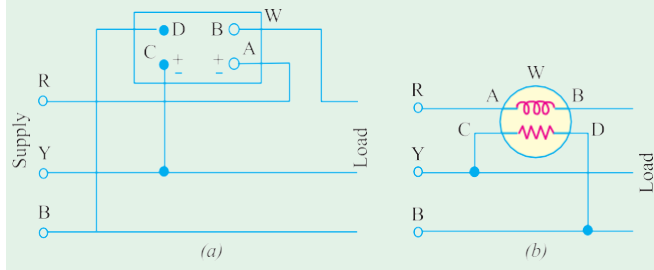 W
D B
C + + A
- -
R
Supply
Y
Load
B
(a)
W
R A B
C D
Y
Load
B
(b)